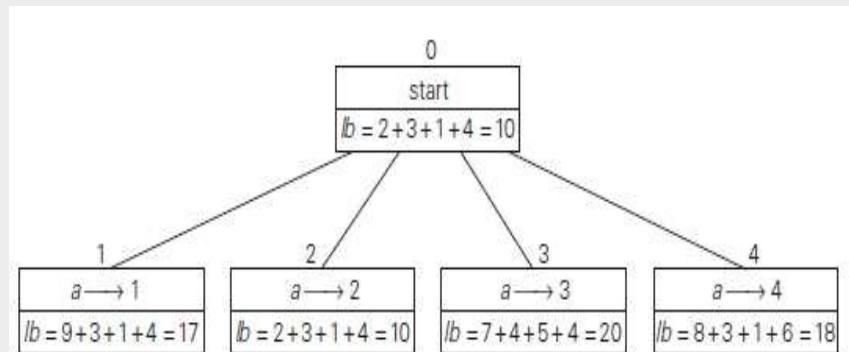 0
start
lb = 2+3+1+4 = 10
1
2
3
4
a ⟶ 1
a ⟶ 2
a ⟶ 3
a ⟶ 4
lb = 9+3+1+4 = 17
lb = 2+3+1+4 = 10
lb = 7+4+5+4 = 20
lb = 8+3+1+6 = 18